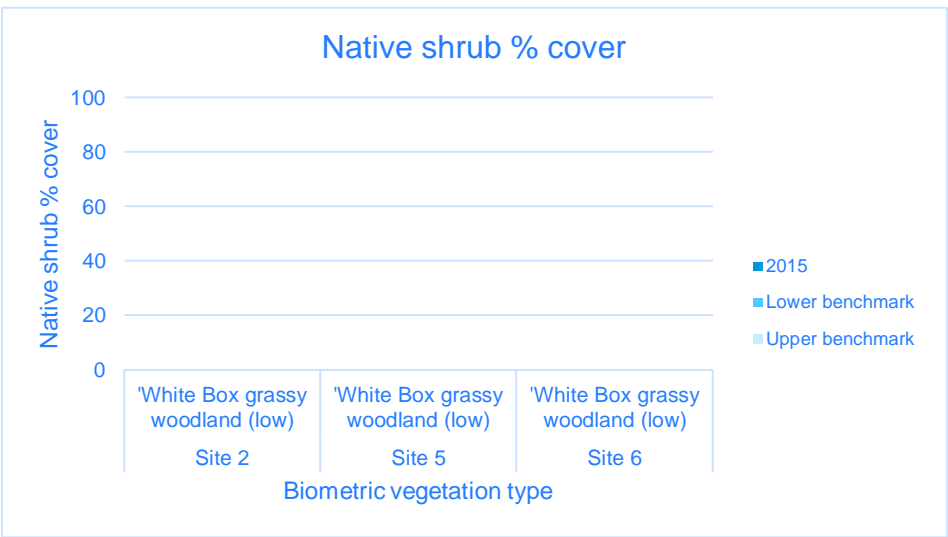 Native shrub % cover
Native shrub % cover
100
80
60
40
20
0
'White Box grassy
woodland (low)
'White Box grassy
woodland (low)
'White Box grassy
woodland (low)
Site 2
Site 5
Site 6
Biometric vegetation type
2015
Lower benchmark
Upper benchmark